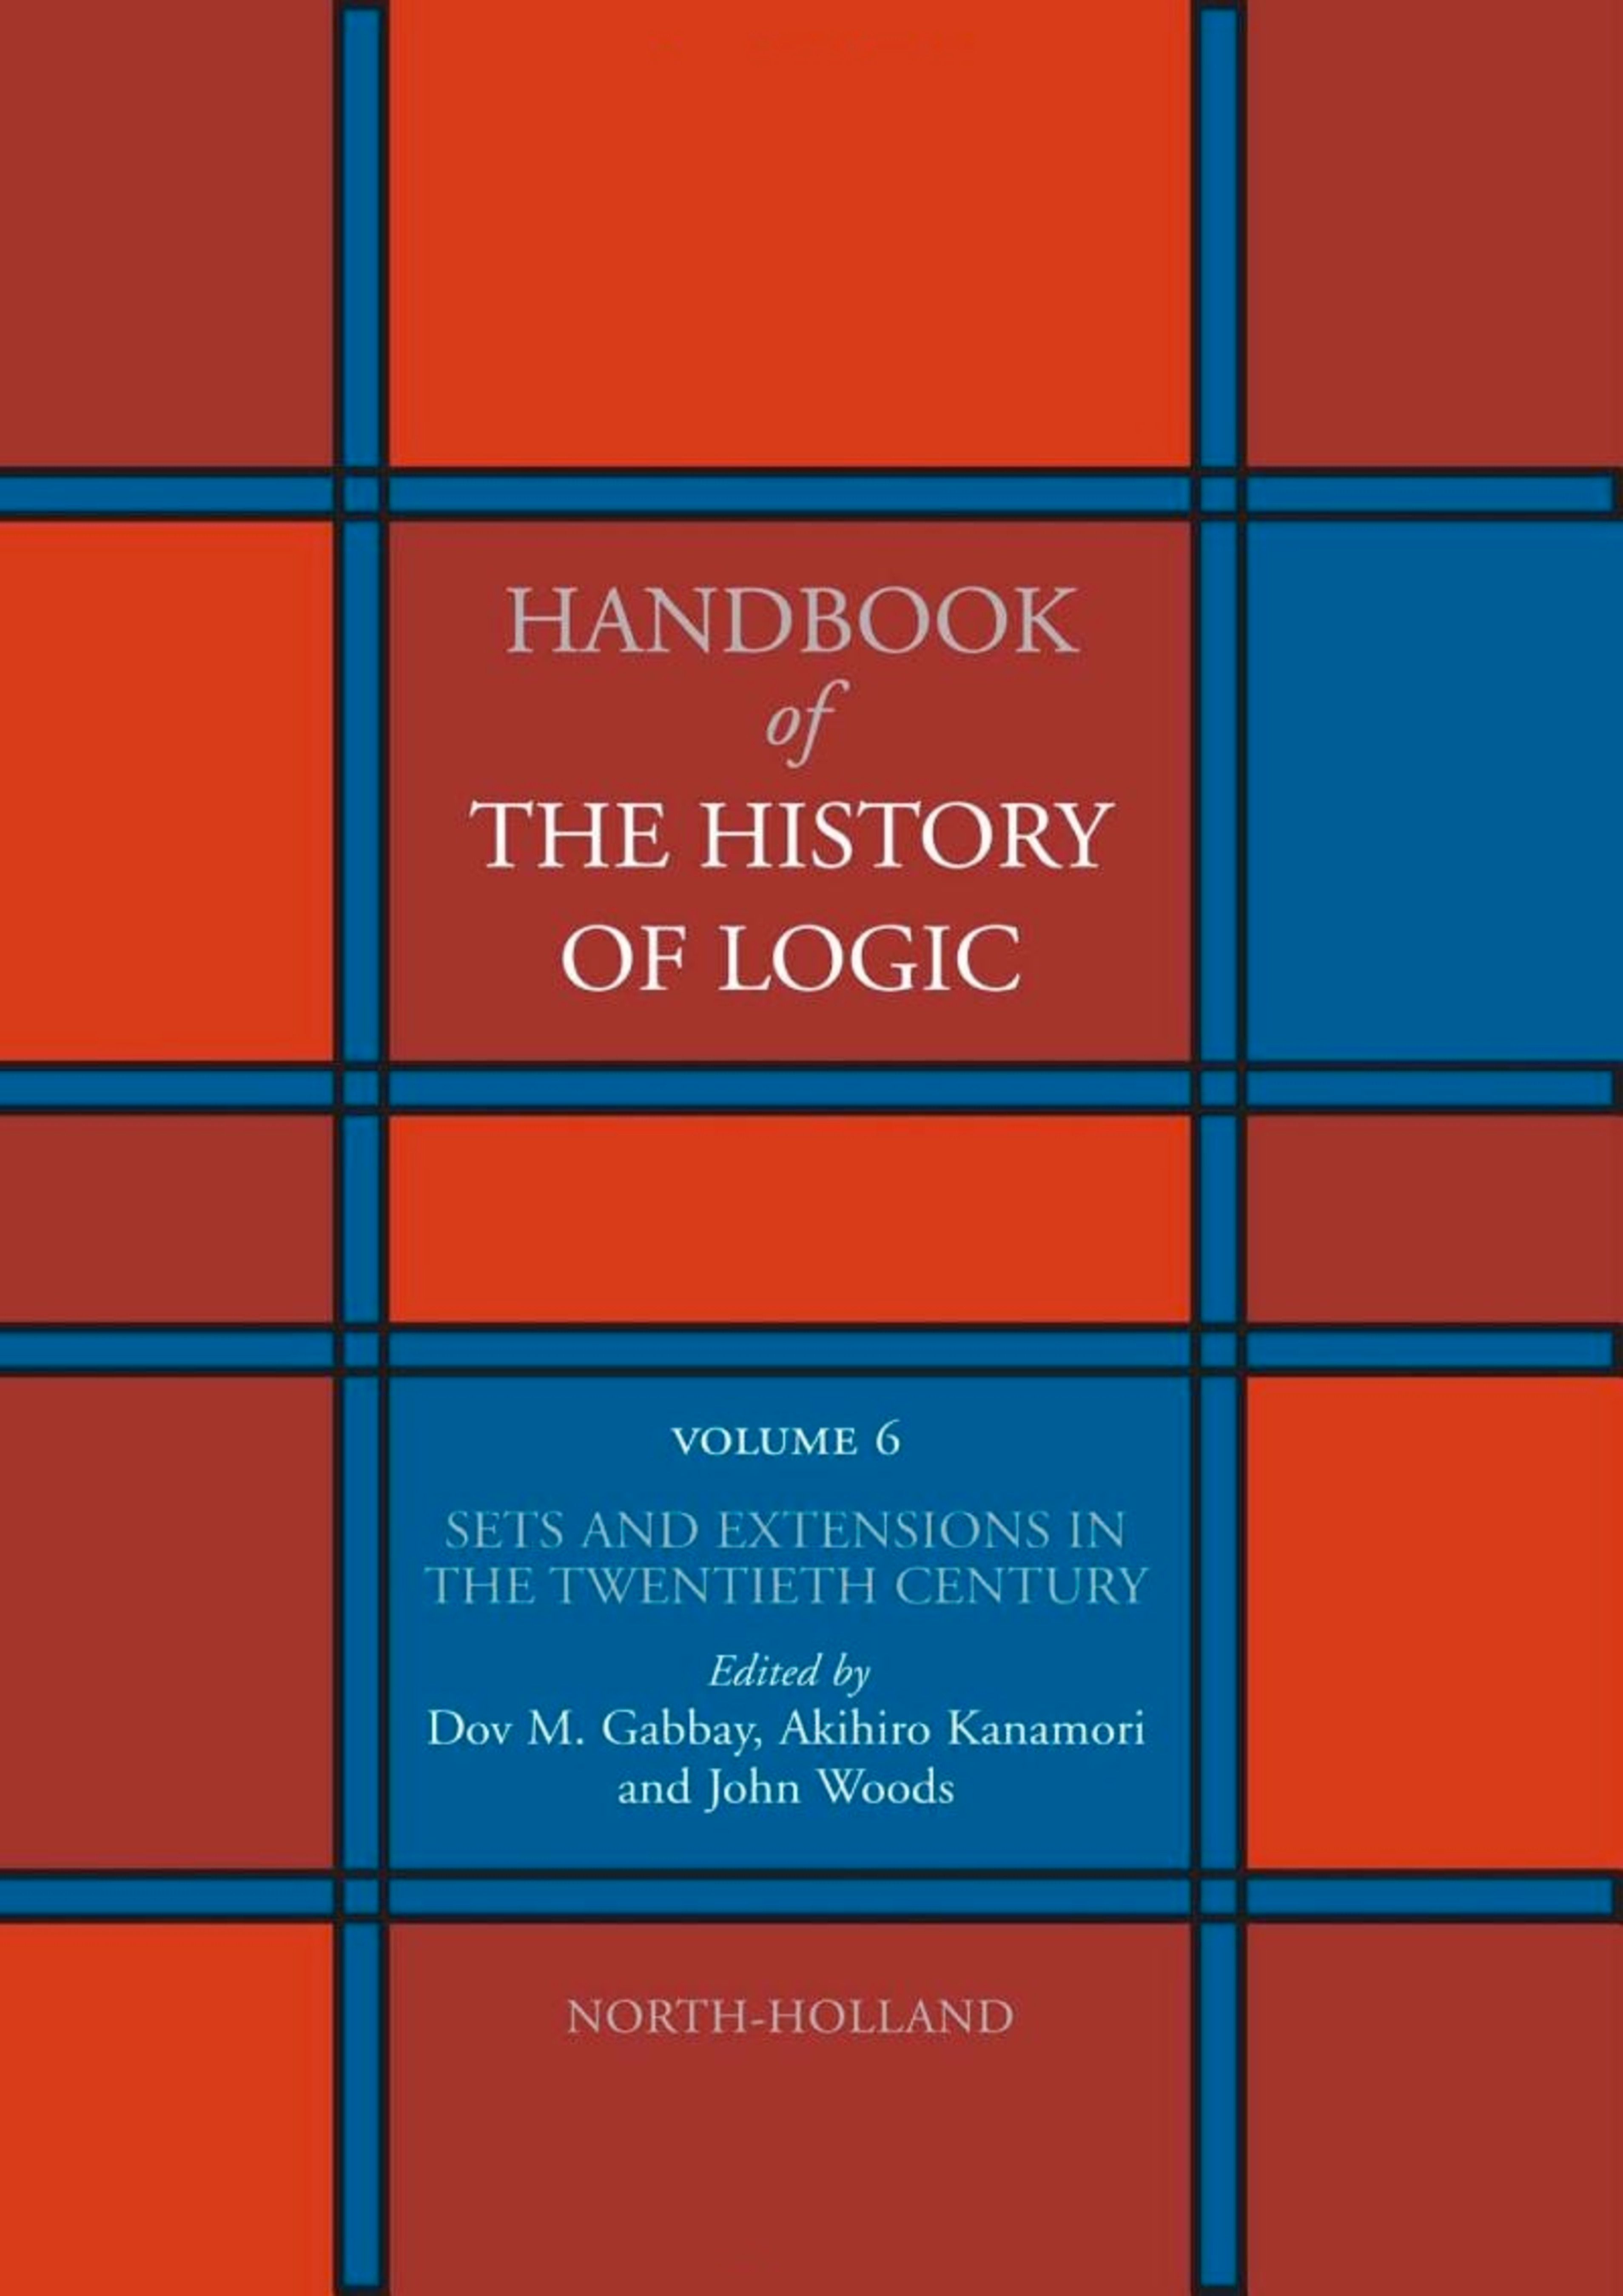 HANDBOOK
of
THE HISTORY
OF LOGIC
VOLUME 6
SETS AND EXTENSIONS IN
THE TWENTIETH CENTURY
Edited by
Dov M. Gabbay, Akihiro Kanamori
and John Woods
NORTH-HOLLAND